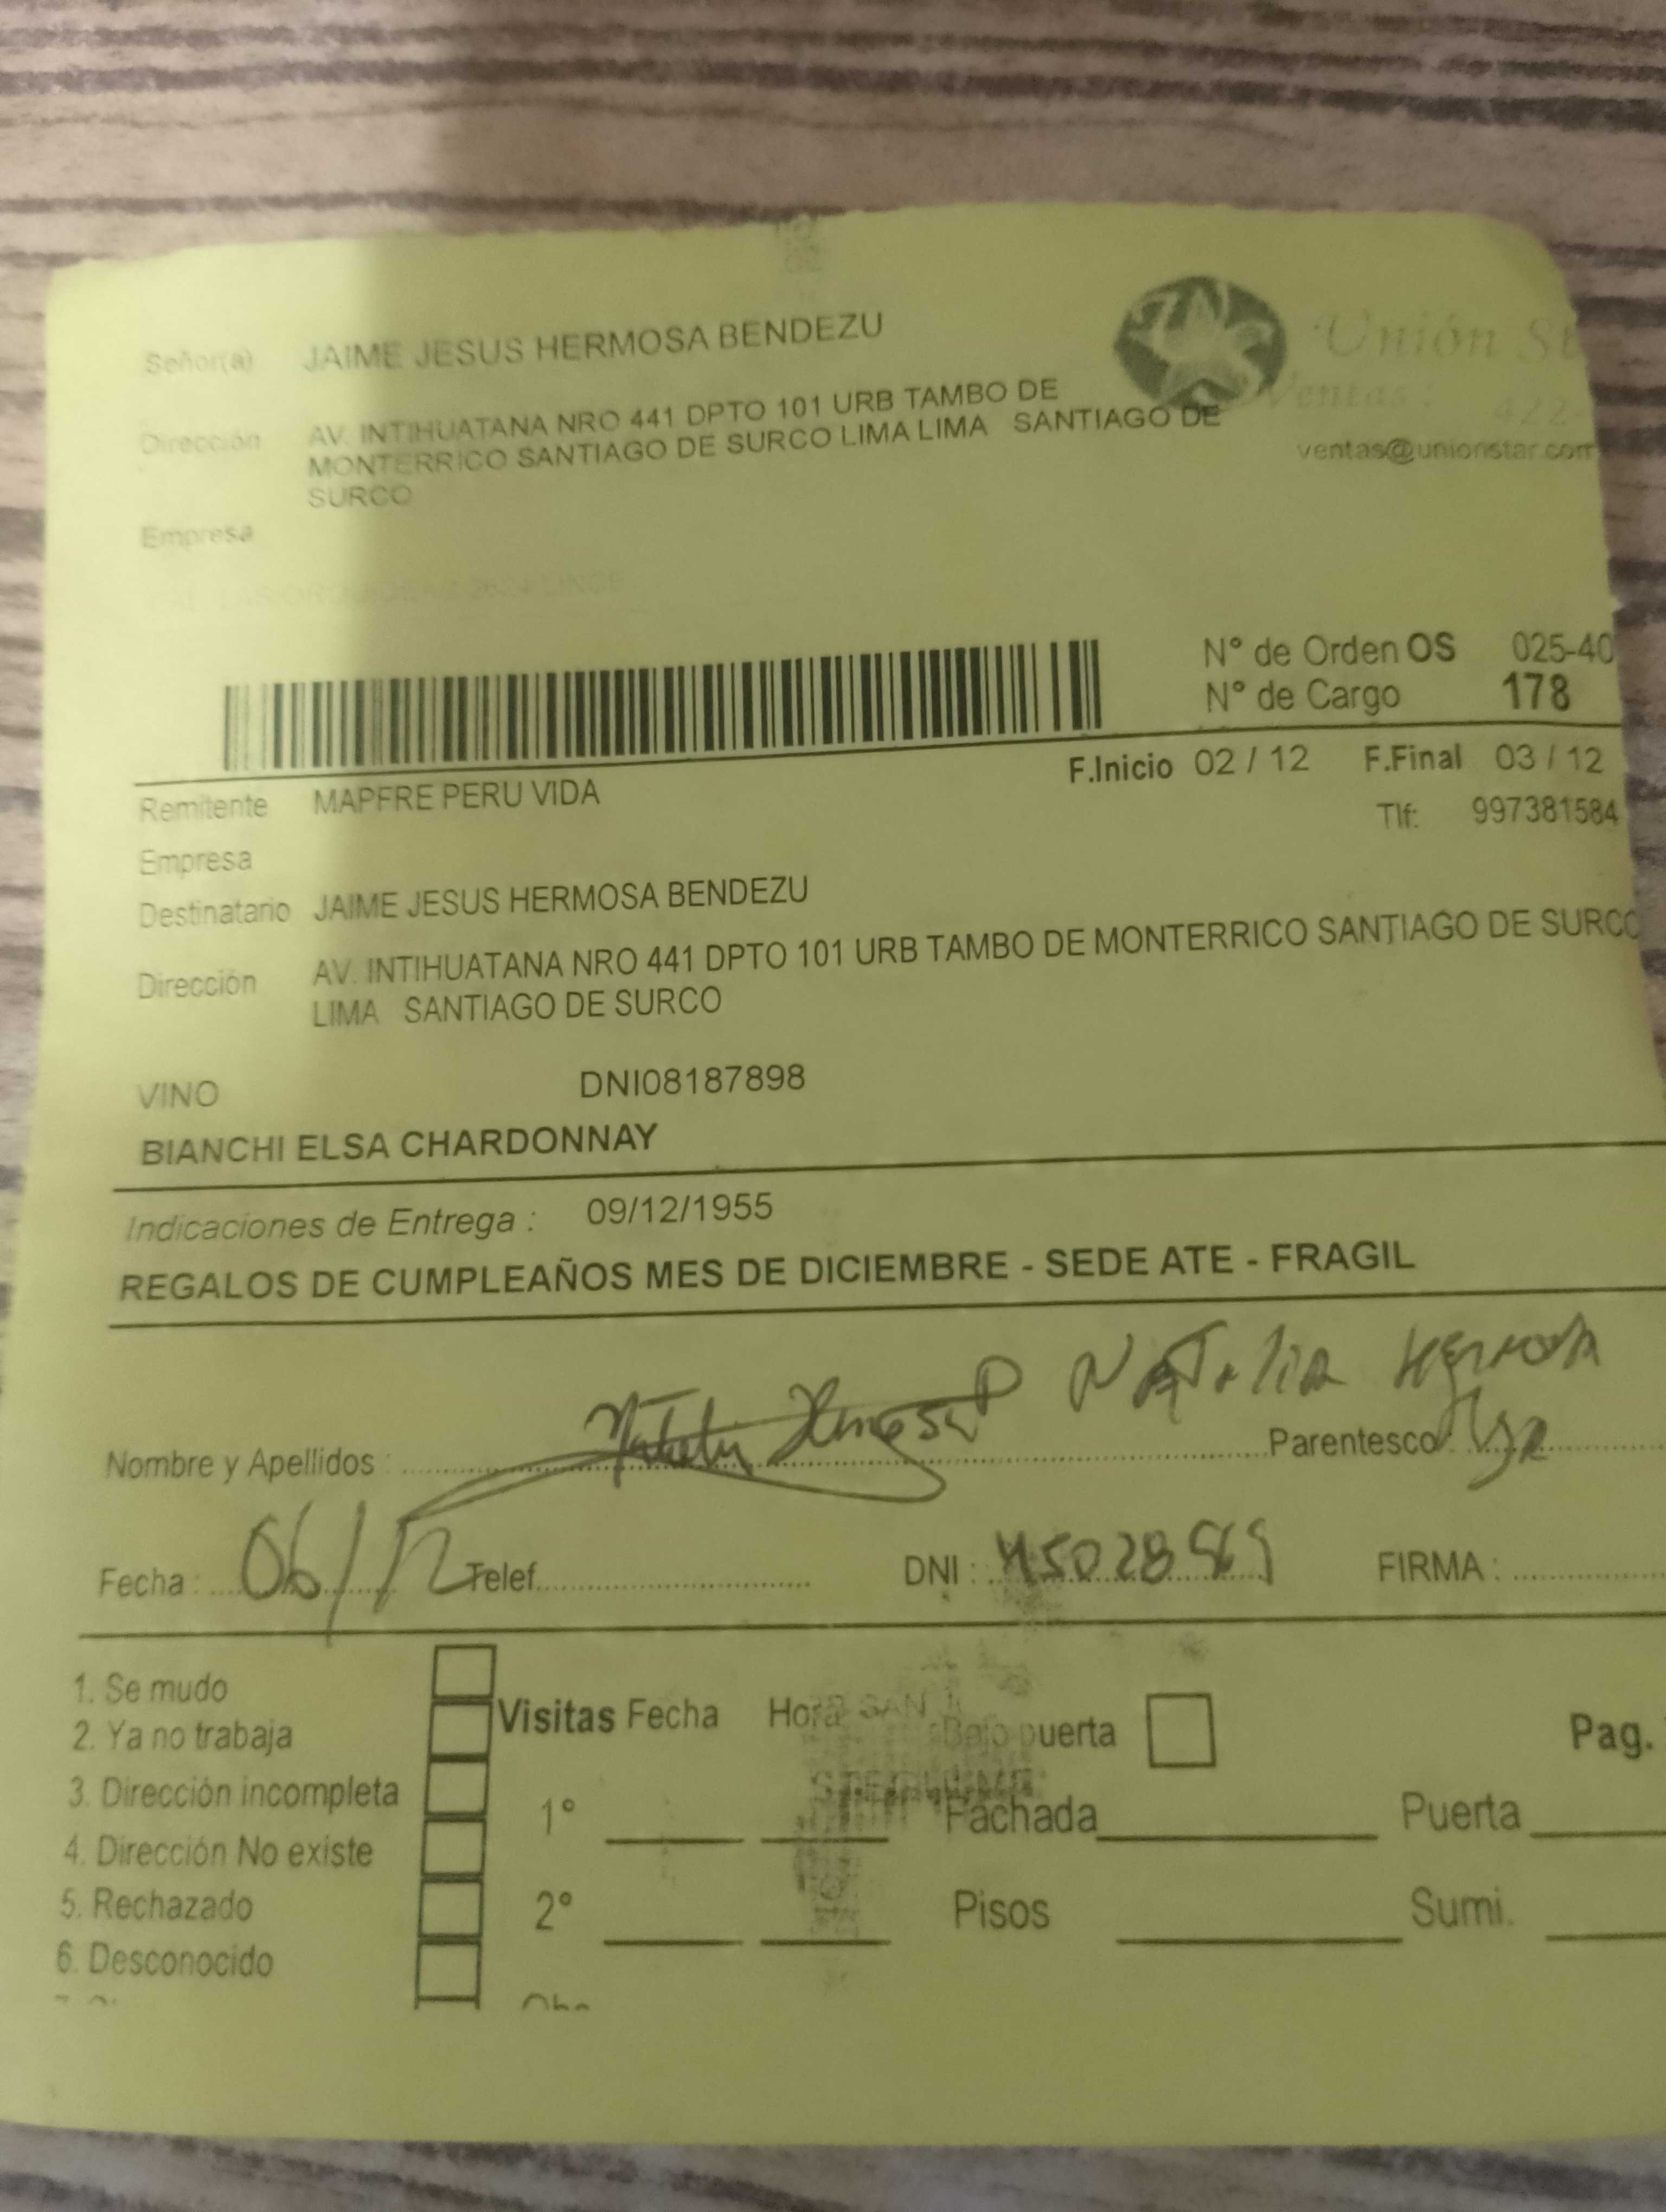 Señor(a) JAIME JESUS HERMOSA BENDEZU
Unión St
Ventas: 422
Dirección AV. INTIHUATANA NRO 441 DPTO 101 URB TAMBO DE
MONTERRICO SANTIAGO DE SURCO LIMA LIMA SANTIAGO DE
SURCO
ventas@unionstar.com
Empresa
N° de Orden OS 025-40
N° de Cargo 178
F.Inicio 02 / 12 F.Final 03 / 12
Remitente MAPFRE PERU VIDA
Tlf: 997381584
Empresa
Destinatario JAIME JESUS HERMOSA BENDEZU
Dirección AV. INTIHUATANA NRO 441 DPTO 101 URB TAMBO DE MONTERRICO SANTIAGO DE SURCO
LIMA SANTIAGO DE SURCO
VINO DNI08187898
BIANCHI ELSA CHARDONNAY
Indicaciones de Entrega : 09/12/1955
REGALOS DE CUMPLEAÑOS MES DE DICIEMBRE - SEDE ATE - FRAGIL
Natalia Hermosa
Nombre y Apellidos : Parentesco: Hija
Fecha : 06/12 Telef. DNI : 45028569 FIRMA :
1. Se mudo
2. Ya no trabaja
3. Dirección incompleta
4. Dirección No existe
5. Rechazado
6. Desconocido
Visitas Fecha Hora Bajo puerta Pag.
1° Fachada Puerta
2° Pisos Sumi.